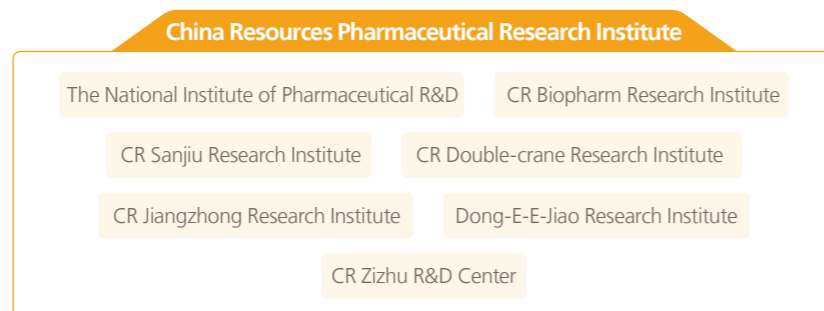 China Resources Pharmaceutical Research Institute
The National Institute of Pharmaceutical R&D
CR Biopharm Research Institute
CR Sanjiu Research Institute
CR Double-crane Research Institute
CR Jiangzhong Research Institute
Dong-E-E-Jiao Research Institute
CR Zizhu R&D Center